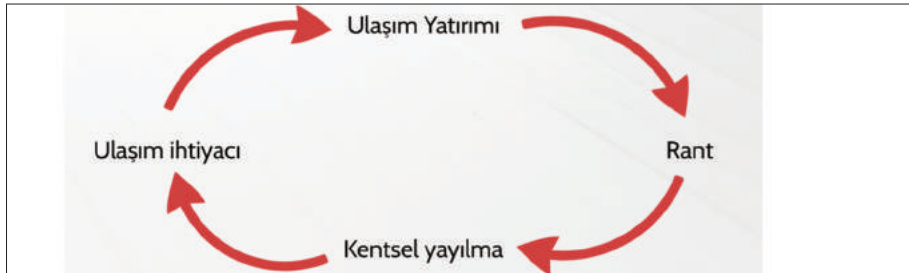 Ulaşım Yatırımı
Ulaşım ihtiyacı
Rant
Kentsel yayılma